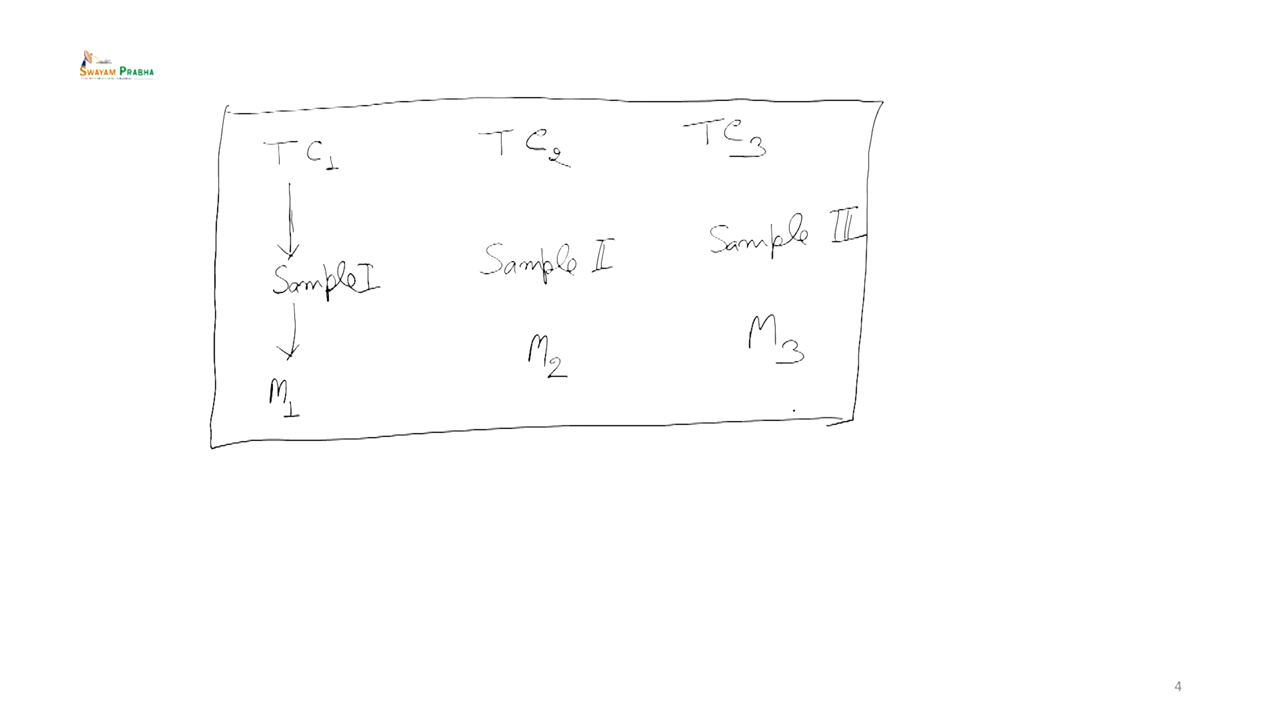 SWAYAM PRABHA
TC1 TC2 TC3
Sample I Sample II Sample III
M1 M2 M3
4